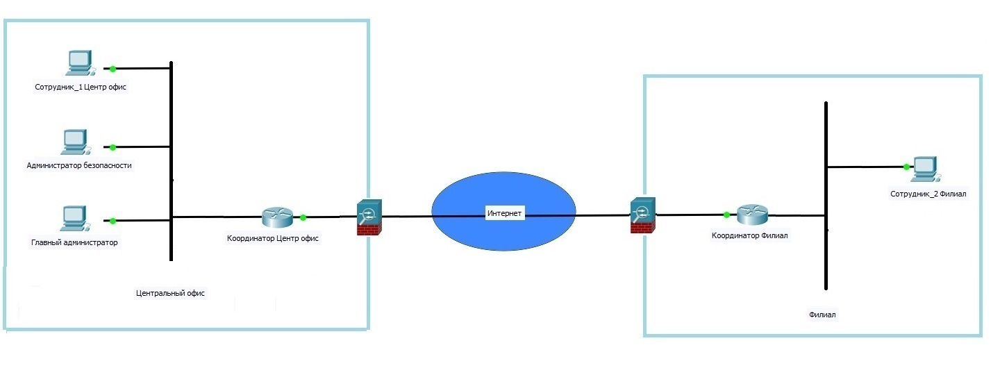 Сотрудник_1 Центр офис
Администратор безопасности
Главный администратор
Координатор Центр офис
Центральный офис
Интернет
Координатор Филиал
Сотрудник_2 Филиал
Филиал